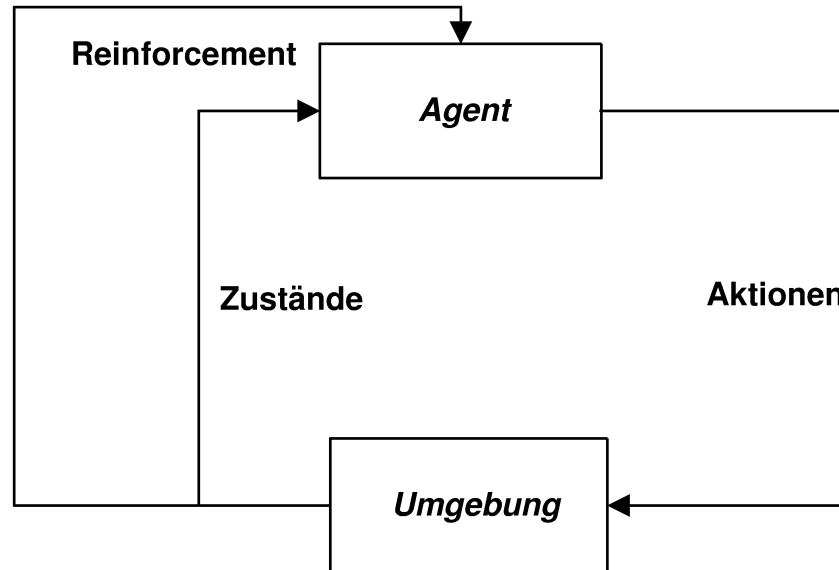 Reinforcement
Agent
Zustände
Aktionen
Umgebung